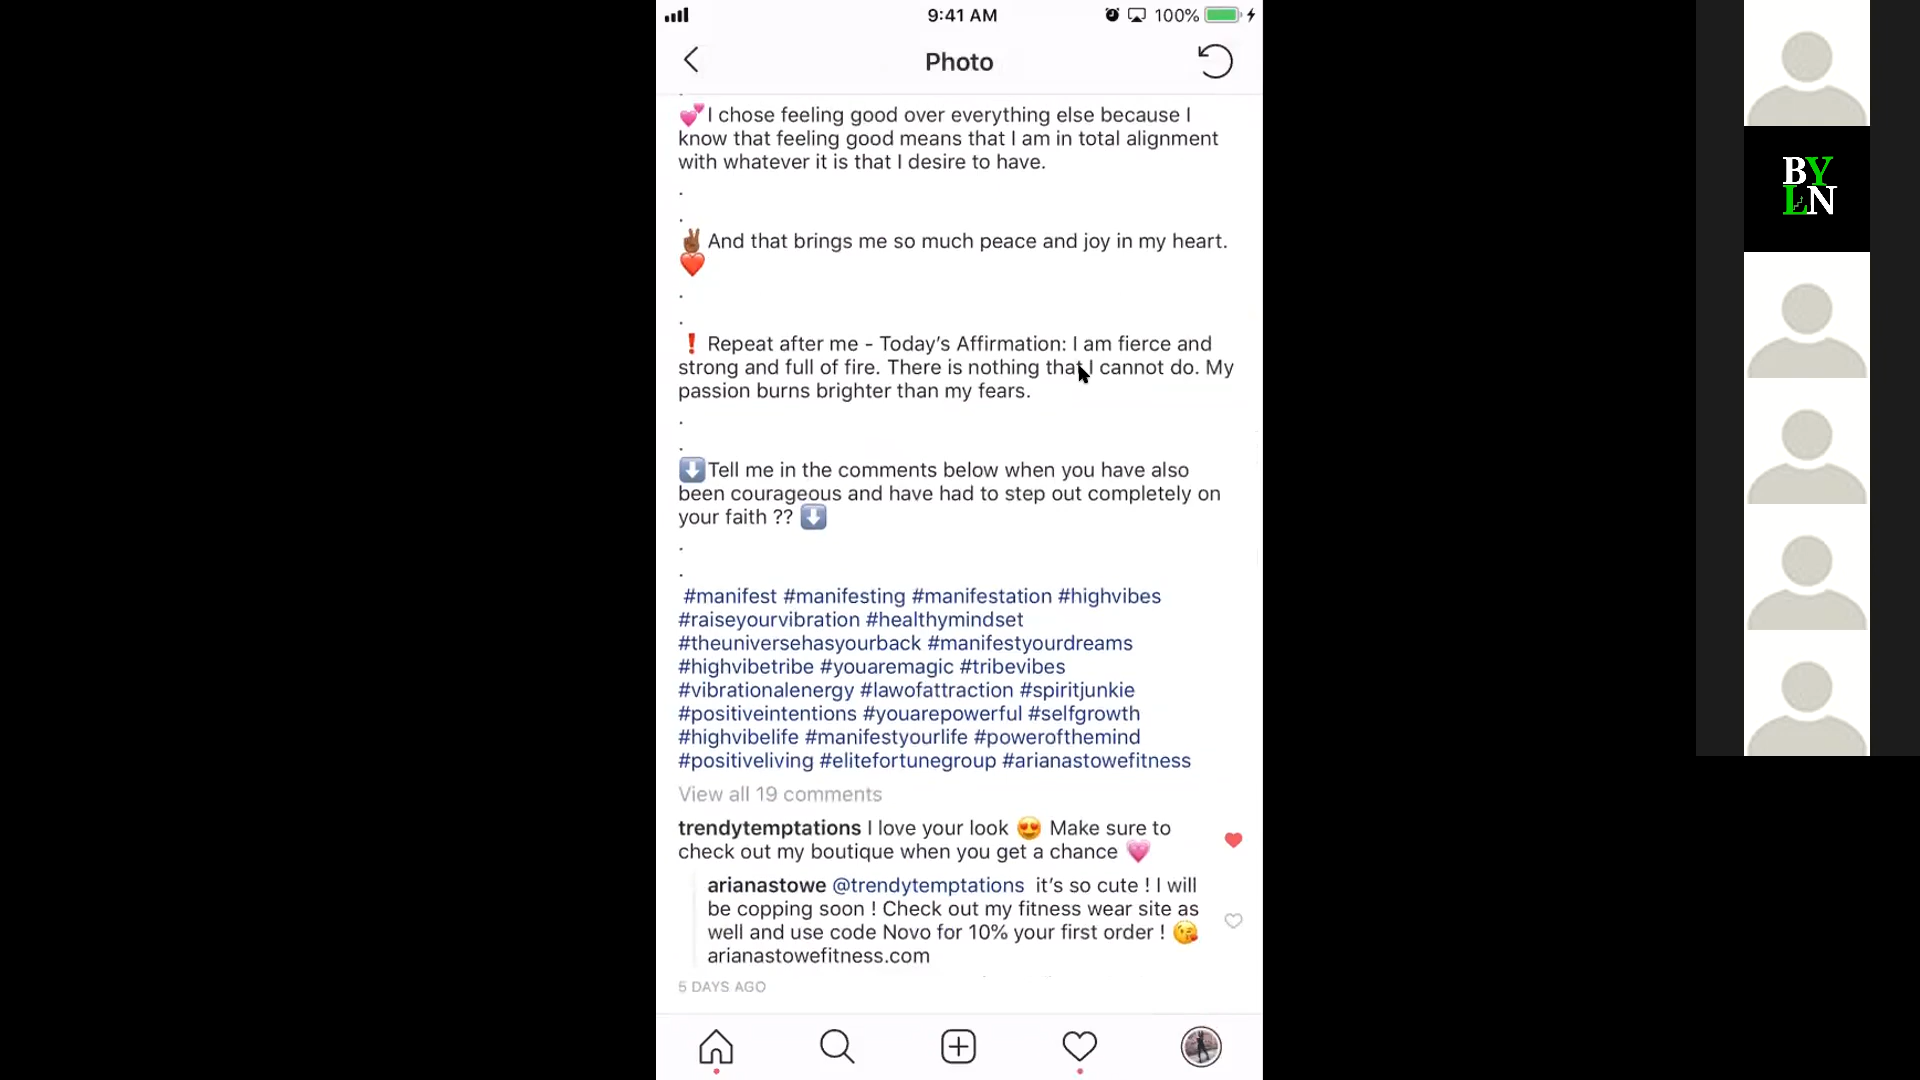 9:41 AM
100%
Photo
💕I chose feeling good over everything else because I
know that feeling good means that I am in total alignment
with whatever it is that I desire to have.
.
.
✌🏾And that brings me so much peace and joy in my heart.
❤️
.
.
❗️Repeat after me - Today’s Affirmation: I am fierce and
strong and full of fire. There is nothing that I cannot do. My
passion burns brighter than my fears.
.
.
⬇️Tell me in the comments below when you have also
been courageous and have had to step out completely on
your faith ?? ⬇️
.
.
#manifest #manifesting #manifestation #highvibes
#raiseyourvibration #healthymindset
#theuniversehasyourback #manifestyourdreams
#highvibetribe #youaremagic #tribevibes
#vibrationalenergy #lawofattraction #spiritjunkie
#positiveintentions #youarepowerful #selfgrowth
#highvibelife #manifestyourlife #powerofthemind
#positiveliving #elitefortunegroup #arianastowefitness
View all 19 comments
trendytemptations I love your look 😍 Make sure to
check out my boutique when you get a chance 💗
arianastowe @trendytemptations it’s so cute ! I will
be copping soon ! Check out my fitness wear site as
well and use code Novo for 10% your first order ! 😘
arianastowefitness.com
5 DAYS AGO
BY
LN